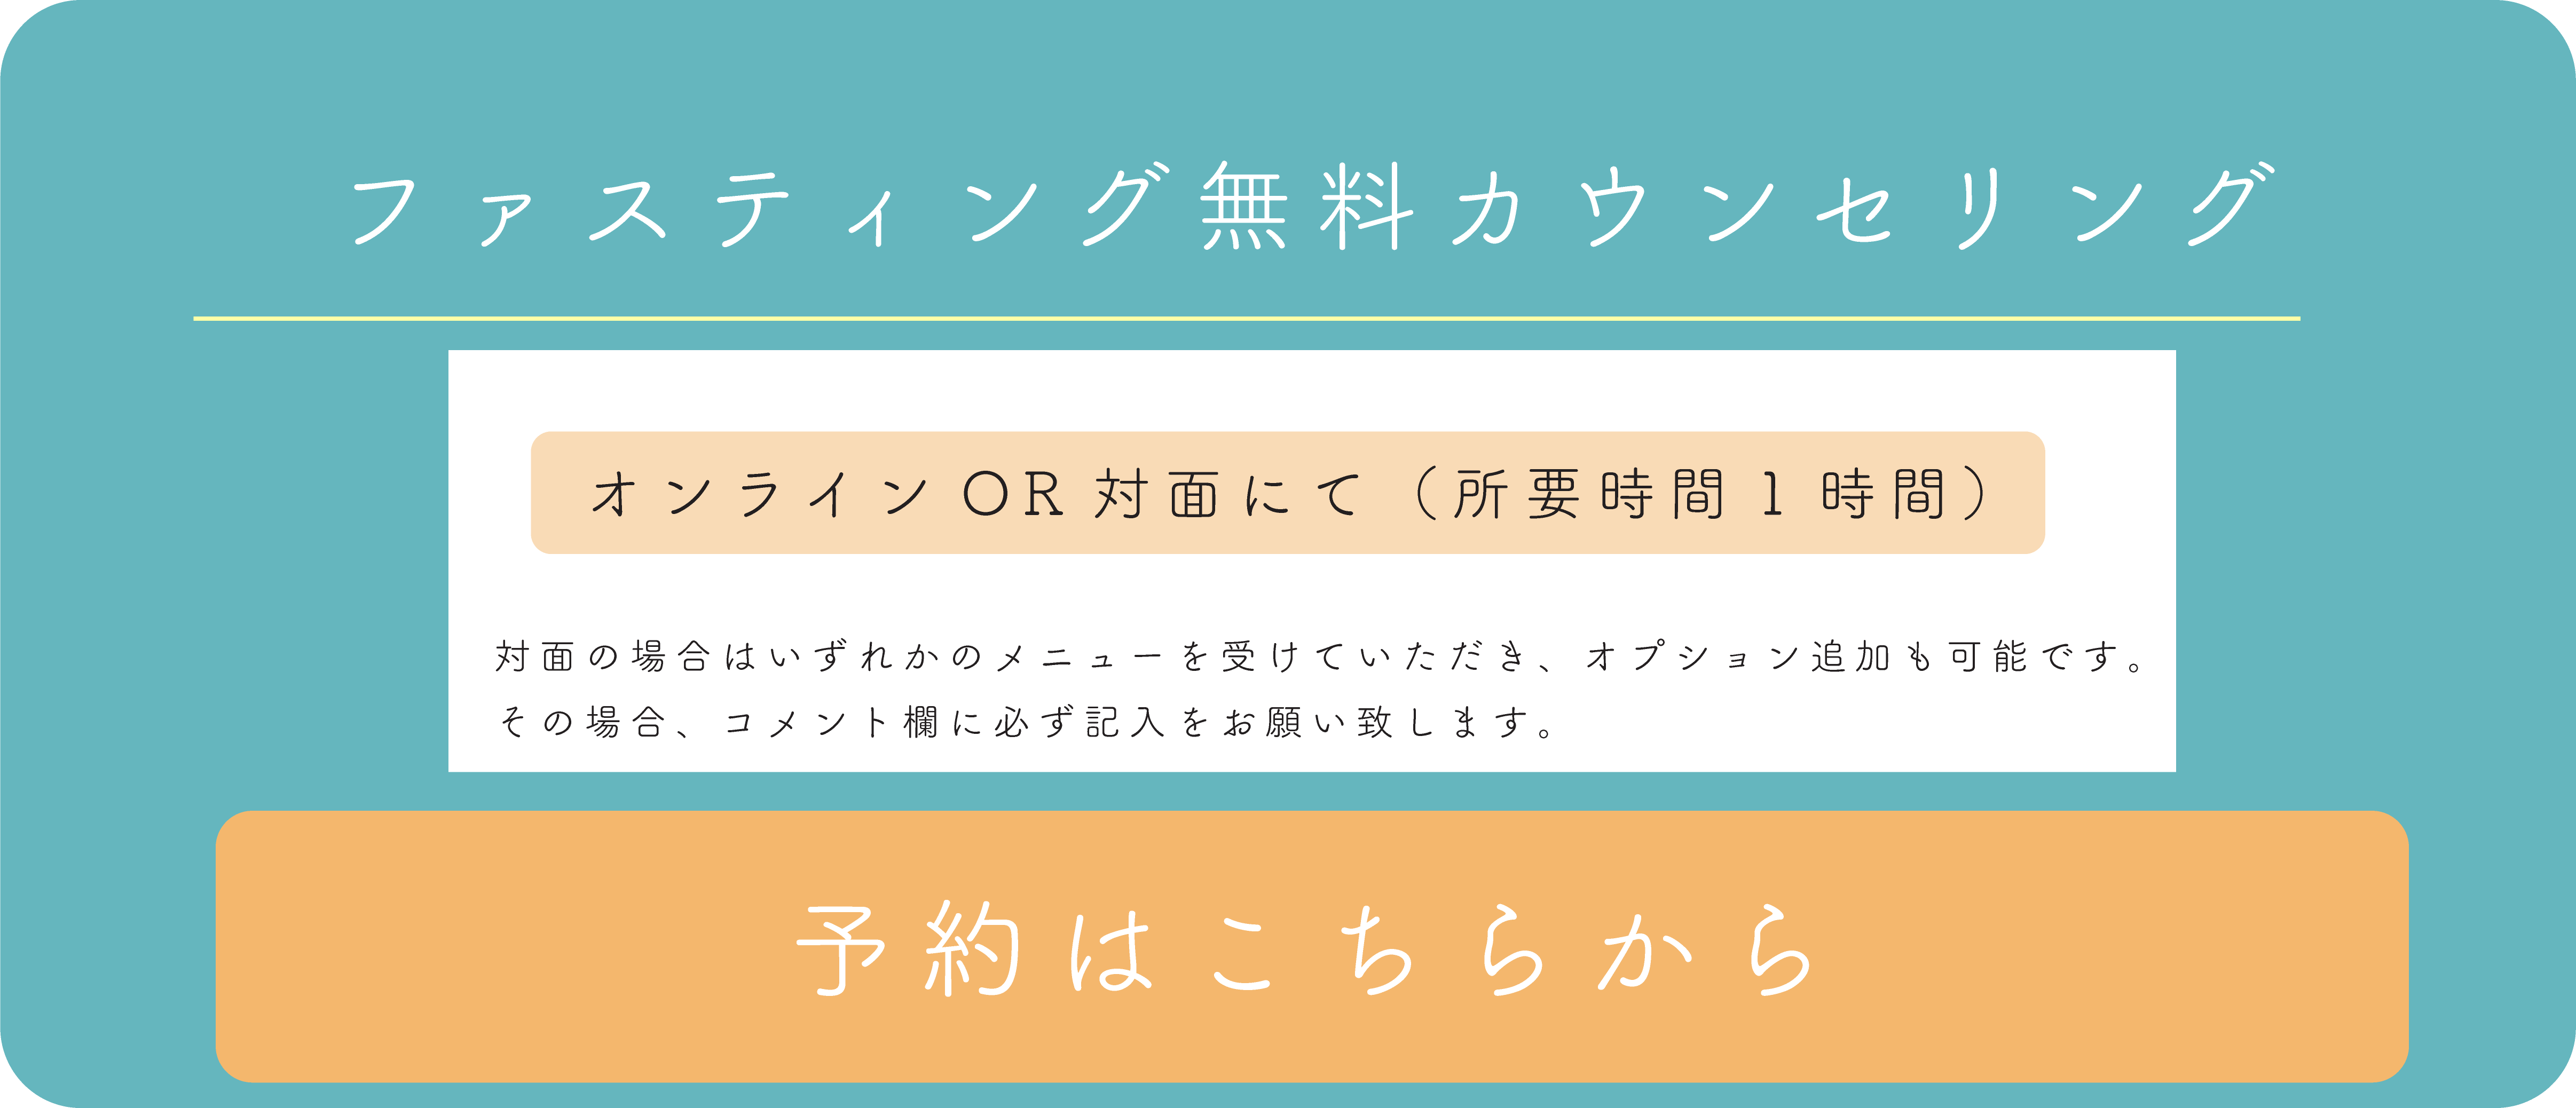 ファスティング無料カウンセリング
オンラインOR対面にて（所要時間1時間）
対面の場合はいずれかのメニューを受けていただき、オプション追加も可能です。
その場合、コメント欄に必ず記入をお願い致します。
予約はこちらから